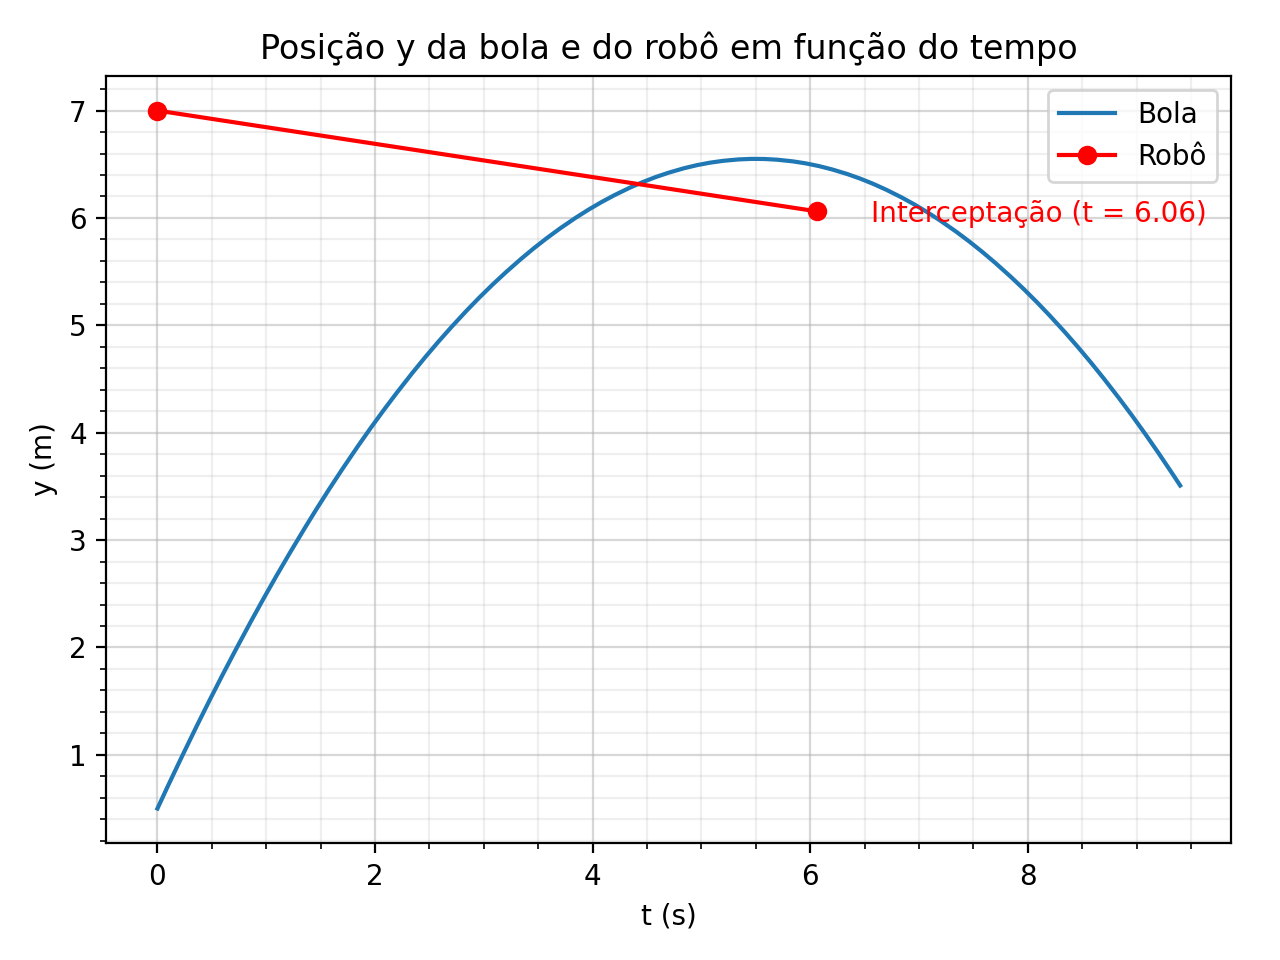 Posição y da bola e do robô em função do tempo
Bola
Robô
Interceptação (t = 6.06)
7
6
5
4
3
2
1
y (m)
0 2 4 6 8
t (s)